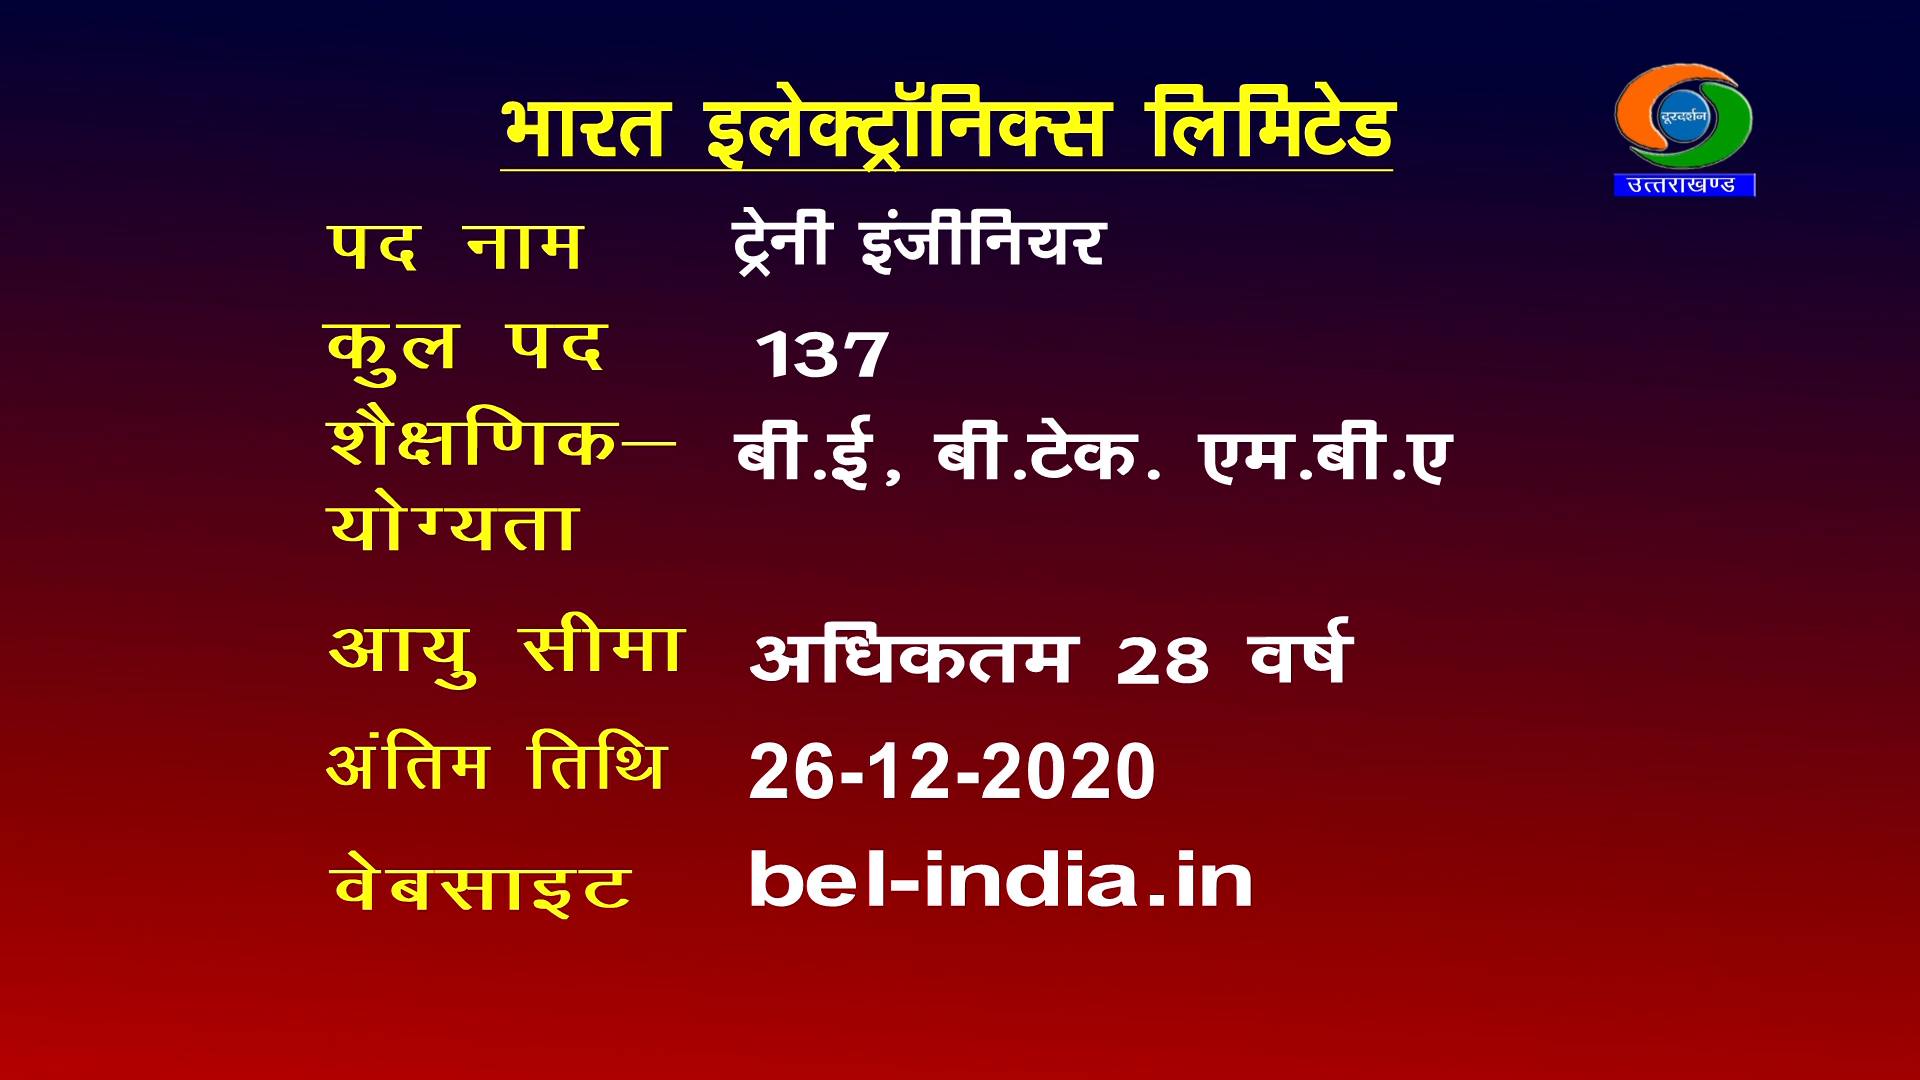 भारत इलेक्ट्रॉनिक्स लिमिटेड
दूरदर्शन
उत्तराखण्ड
पद नाम ट्रेनी इंजीनियर
कुल पद 137
शैक्षणिक– बी.ई, बी.टेक. एम.बी.ए
योग्यता
आयु सीमा अधिकतम 28 वर्ष
अंतिम तिथि 26-12-2020
वेबसाइट bel-india.in